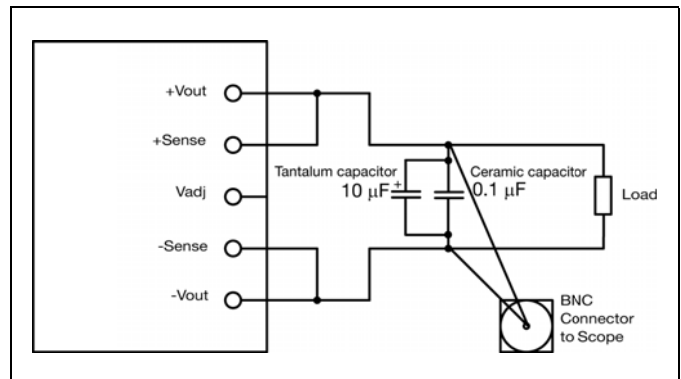 +Vout
+Sense
Vadj
-Sense
-Vout
Tantalum capacitor
10 μF+
Ceramic capacitor
0.1 μF
Load
BNC
Connector
to Scope